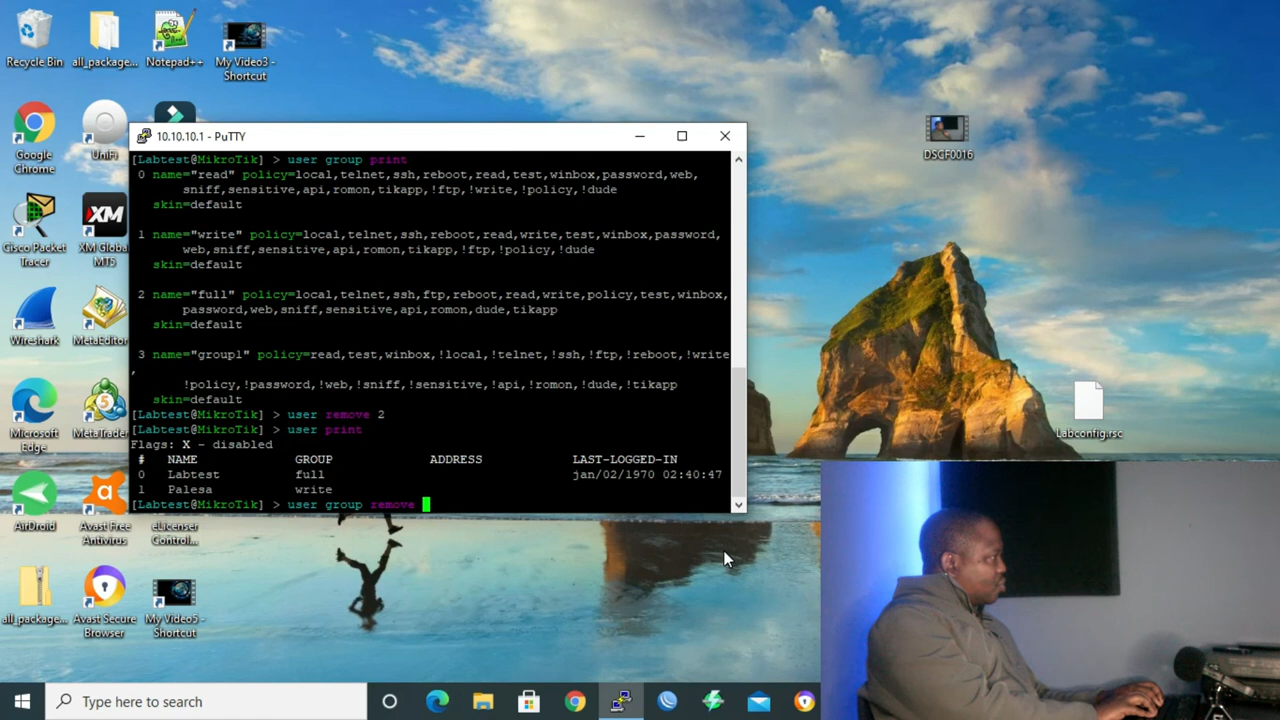 Recycle Bin
all_package...
Notepad++
My Video3 -
Shortcut
Google
Chrome
UniFi
Cisco Packet
Tracer
XM Global
MT5
Wireshark
MetaEditor
Microsoft
Edge
MetaTrader
AirDroid
Avast Free
Antivirus
eLicenser
Control...
all_package...
Avast Secure
Browser
My Video5 -
Shortcut
DSCF0016
Labconfig.rsc
10.10.10.1 - PuTTY
[Labtest@MikroTik] > user group print
0 name="read" policy=local,telnet,ssh,reboot,read,test,winbox,password,web,
sniff,sensitive,api,romon,tikapp,!ftp,!write,!policy,!dude
skin=default
1 name="write" policy=local,telnet,ssh,reboot,read,write,test,winbox,password,
web,sniff,sensitive,api,romon,tikapp,!ftp,!policy,!dude
skin=default
2 name="full" policy=local,telnet,ssh,ftp,reboot,read,write,policy,test,winbox,
password,web,sniff,sensitive,api,romon,dude,tikapp
skin=default
3 name="group1" policy=read,test,winbox,!local,!telnet,!ssh,!ftp,!reboot,!write
,
!policy,!password,!web,!sniff,!sensitive,!api,!romon,!dude,!tikapp
skin=default
[Labtest@MikroTik] > user remove 2
[Labtest@MikroTik] > user print
Flags: X - disabled
# NAME GROUP ADDRESS LAST-LOGGED-IN
0 Labtest full jan/02/1970 02:40:47
1 Palesa write
[Labtest@MikroTik] > user group remove
Type here to search